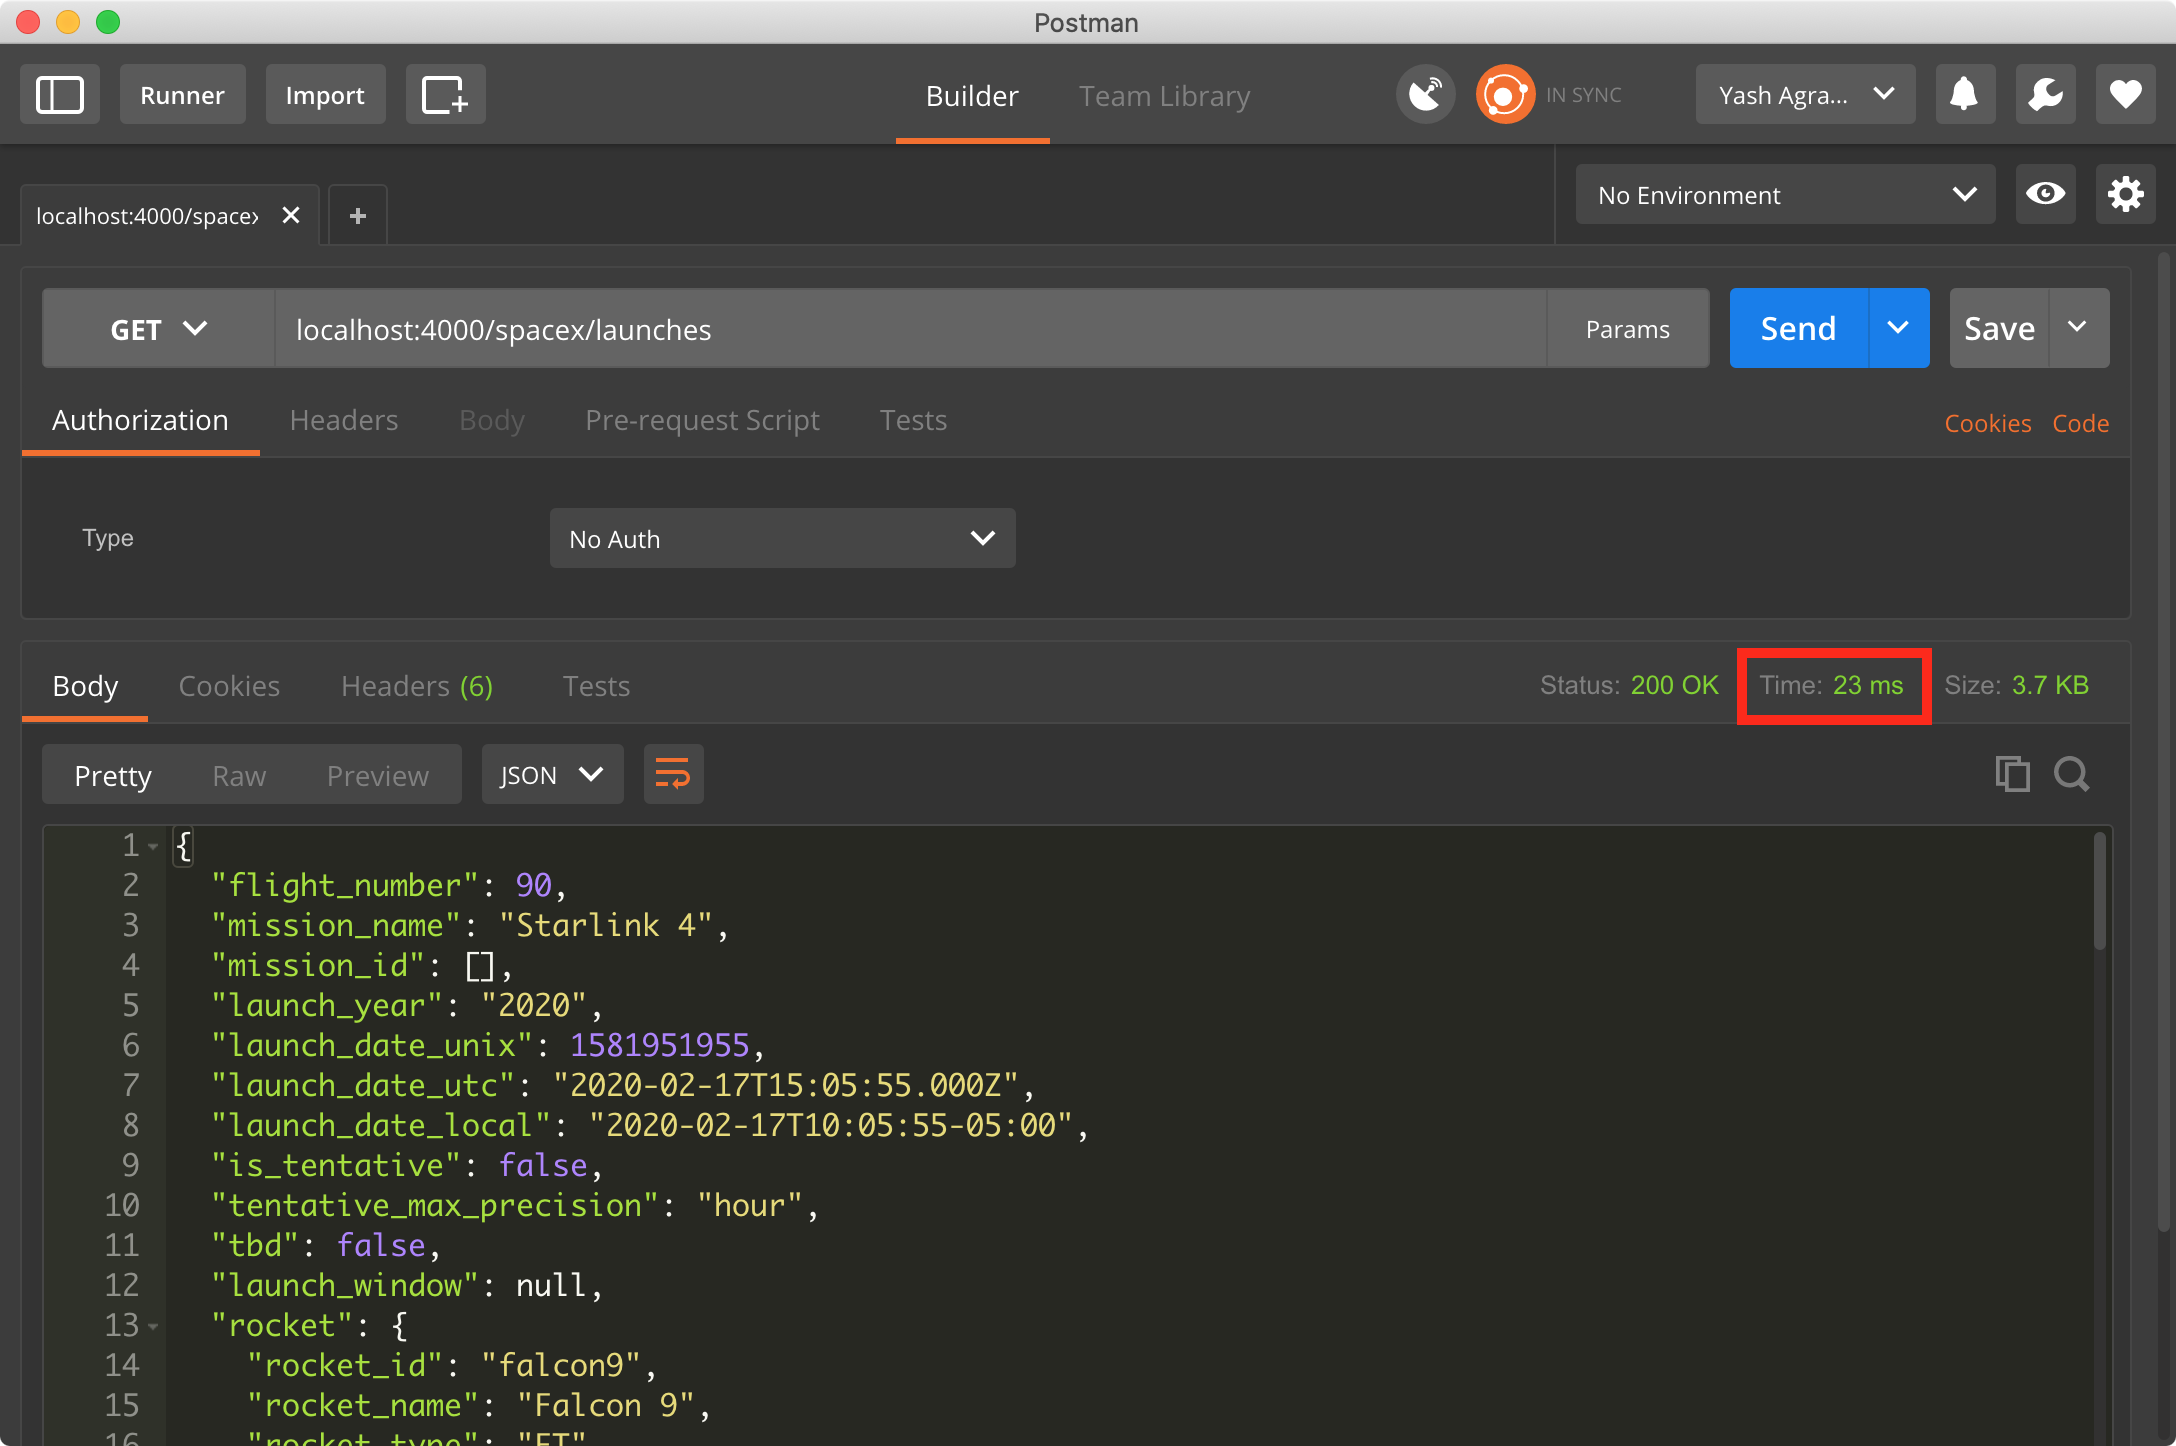 Postman
Runner
Import
Builder
Team Library
IN SYNC
Yash Agra...
localhost:4000/spacex
No Environment
GET
localhost:4000/spacex/launches
Params
Send
Save
Authorization
Headers
Body
Pre-request Script
Tests
Cookies
Code
Type
No Auth
Body
Cookies
Headers (6)
Tests
Status: 200 OK
Time: 23 ms
Size: 3.7 KB
Pretty
Raw
Preview
JSON
1 {
2 "flight_number": 90,
3 "mission_name": "Starlink 4",
4 "mission_id": [],
5 "launch_year": "2020",
6 "launch_date_unix": 1581951955,
7 "launch_date_utc": "2020-02-17T15:05:55.000Z",
8 "launch_date_local": "2020-02-17T10:05:55-05:00",
9 "is_tentative": false,
10 "tentative_max_precision": "hour",
11 "tbd": false,
12 "launch_window": null,
13 "rocket": {
14 "rocket_id": "falcon9",
15 "rocket_name": "Falcon 9",
16 "rocket_type": "FT"